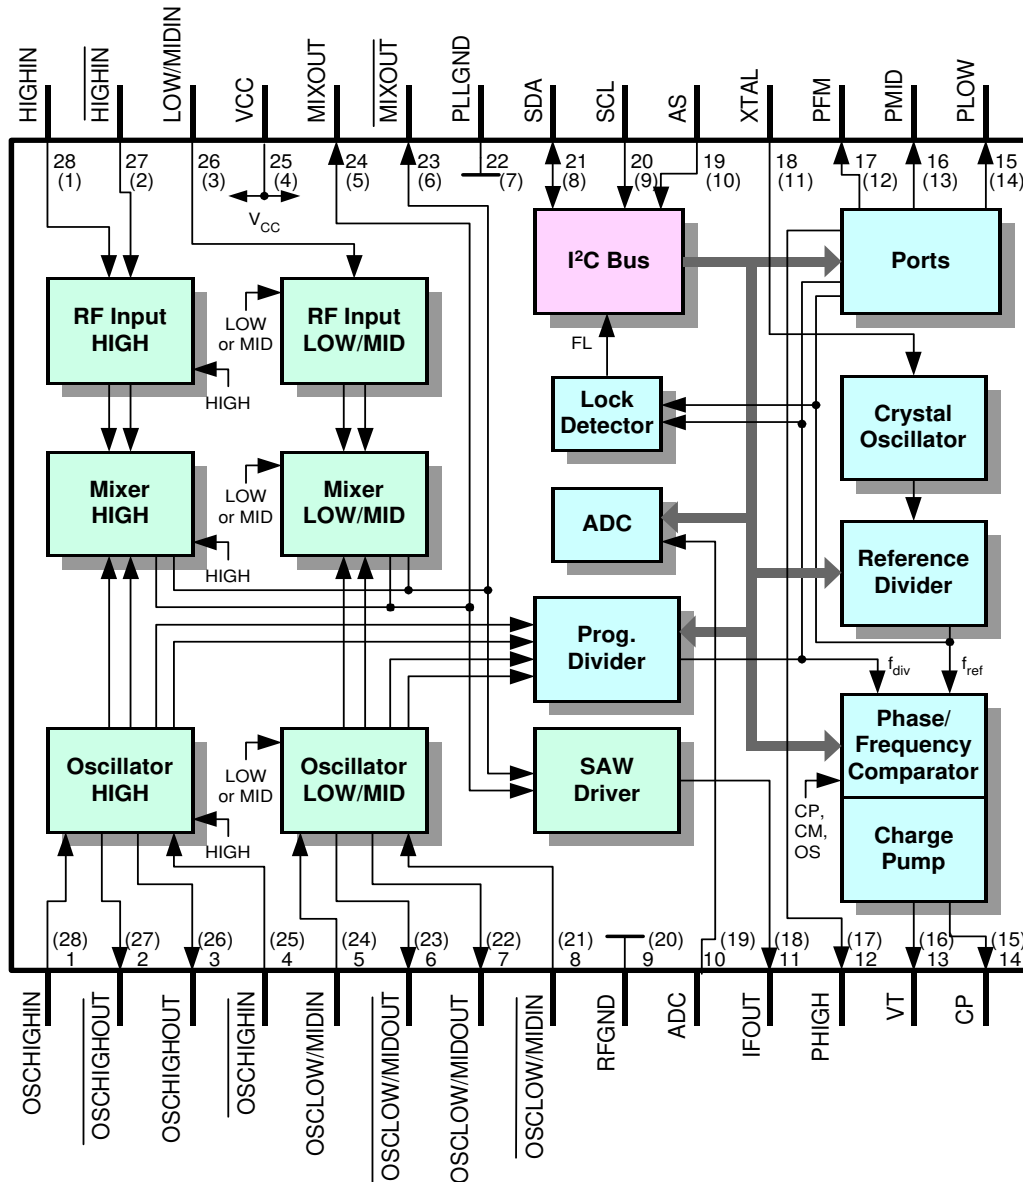 HIGHIN
HIGHIN
LOW/MIDIN
VCC
MIXOUT
MIXOUT
PLLGND
SDA
SCL
AS
XTAL
PFM
PMID
PLOW
28
(1)
27
(2)
26
(3)
25
(4)
24
(5)
23
(6)
22
(7)
21
(8)
20
(9)
19
(10)
18
(11)
17
(12)
16
(13)
15
(14)
VCC
RF Input
HIGH
LOW
or MID
RF Input
LOW/MID
HIGH
I²C Bus
Ports
FL
Lock
Detector
Crystal
Oscillator
Mixer
HIGH
LOW
or MID
Mixer
LOW/MID
HIGH
ADC
Reference
Divider
Prog.
Divider
fdiv
fref
Oscillator
HIGH
LOW
or MID
Oscillator
LOW/MID
HIGH
SAW
Driver
Phase/
Frequency
Comparator
CP,
CM,
OS
Charge
Pump
(28)
1
(27)
2
(26)
3
(25)
4
(24)
5
(23)
6
(22)
7
(21)
8
(20)
9
(19)
10
(18)
11
(17)
12
(16)
13
(15)
14
OSCHIGHIN
OSCHIGHOUT
OSCHIGHOUT
OSCHIGHIN
OSCLOW/MIDIN
OSCLOW/MIDOUT
OSCLOW/MIDOUT
OSCLOW/MIDIN
RFGND
ADC
IFOUT
PHIGH
VT
CP